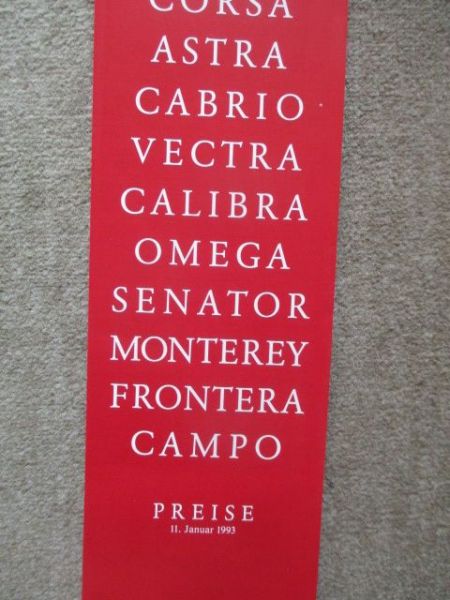 CORSA
ASTRA
CABRIO
VECTRA
CALIBRA
OMEGA
SENATOR
MONTEREY
FRONTERA
CAMPO
PREISE
11. Januar 1993